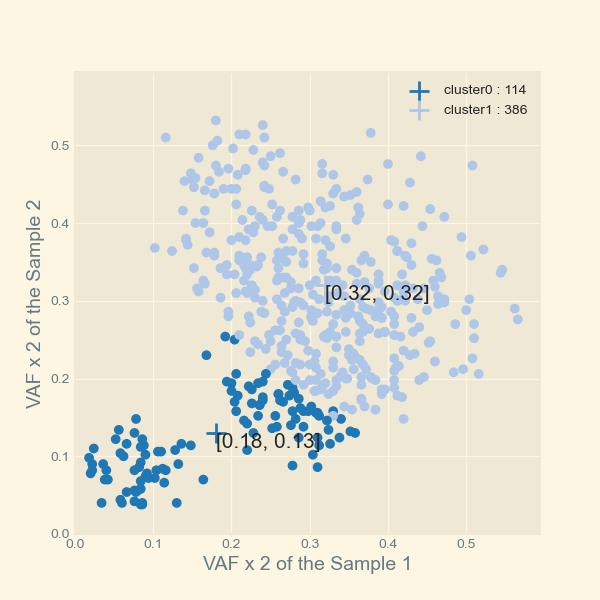 cluster0 : 114
cluster1 : 386
0.5
0.4
[0.32, 0.32]
0.3
0.2
[0.18, 0.13]
0.1
0.0
0.0 0.1 0.2 0.3 0.4 0.5
VAF x 2 of the Sample 1
VAF x 2 of the Sample 2